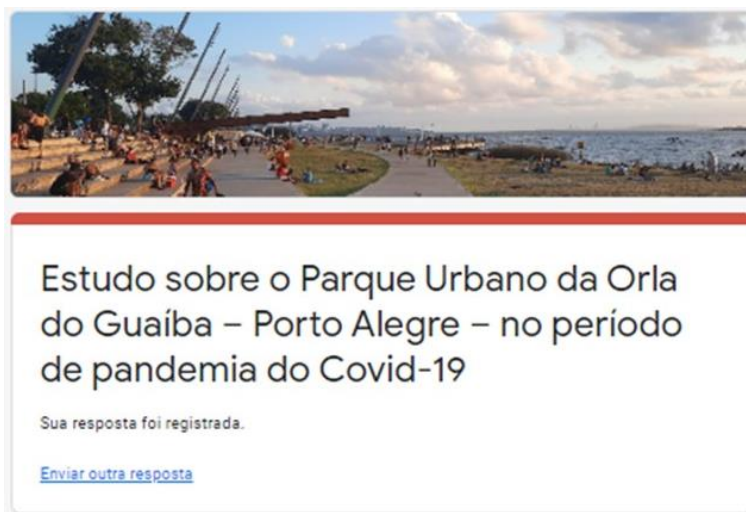 Estudo sobre o Parque Urbano da Orla
do Guaíba – Porto Alegre – no período
de pandemia do Covid-19
Sua resposta foi registrada.
Enviar outra resposta